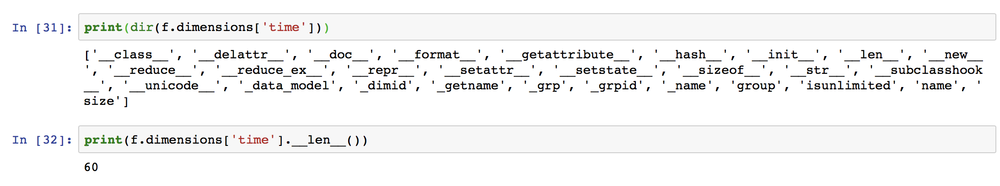 In [31]: print(dir(f.dimensions['time']))
['__class__', '__delattr__', '__doc__', '__format__', '__getattribute__', '__hash__', '__init__', '__len__', '__new__
', '__reduce__', '__reduce_ex__', '__repr__', '__setattr__', '__setstate__', '__sizeof__', '__str__', '__subclasshook
__', '__unicode__', '_data_model', '_dimid', '_getname', '_grp', '_grpid', '_name', 'group', 'isunlimited', 'name', '
size']
In [32]: print(f.dimensions['time'].__len__())
60